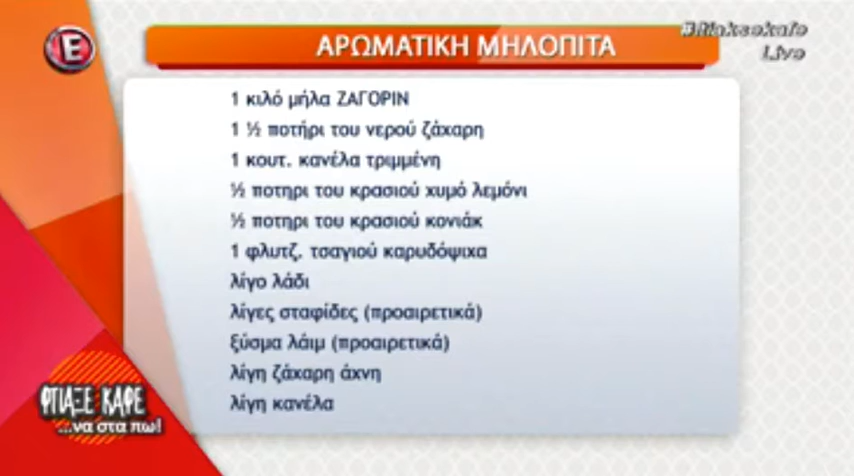 Ε
ΑΡΩΜΑΤΙΚΗ ΜΗΛΟΠΙΤΑ
#ftiaksekafe
Live
1 κιλό μήλα ΖΑΓΟΡΙΝ
1 ½ ποτήρι του νερού ζάχαρη
1 κουτ. κανέλα τριμμένη
½ ποτηρι του κρασιού χυμό λεμόνι
½ ποτηρι του κρασιού κονιάκ
1 φλυτζ. τσαγιού καρυδόψιχα
λίγο λάδι
λίγες σταφίδες (προαιρετικά)
ξύσμα λάιμ (προαιρετικά)
λίγη ζάχαρη άχνη
λίγη κανέλα
ΦΤΙΑΞΕ ΚΑΦΕ
...να στα πω!